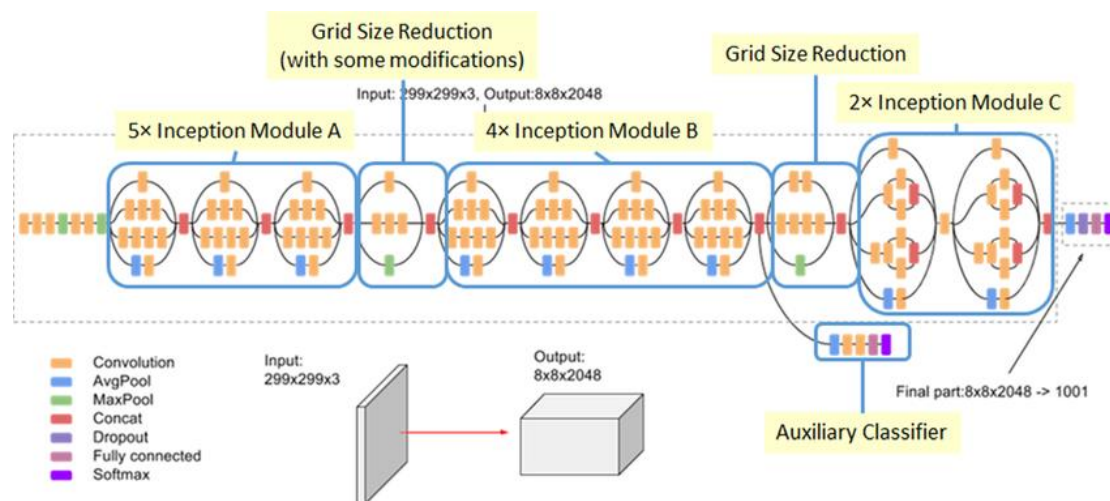 Grid Size Reduction
(with some modifications)
Grid Size Reduction
Input: 299x299x3, Output:8x8x2048
5× Inception Module A
4× Inception Module B
2× Inception Module C
Convolution
AvgPool
MaxPool
Concat
Dropout
Fully connected
Softmax
Input:
299x299x3
Output:
8x8x2048
Final part:8x8x2048 -> 1001
Auxiliary Classifier